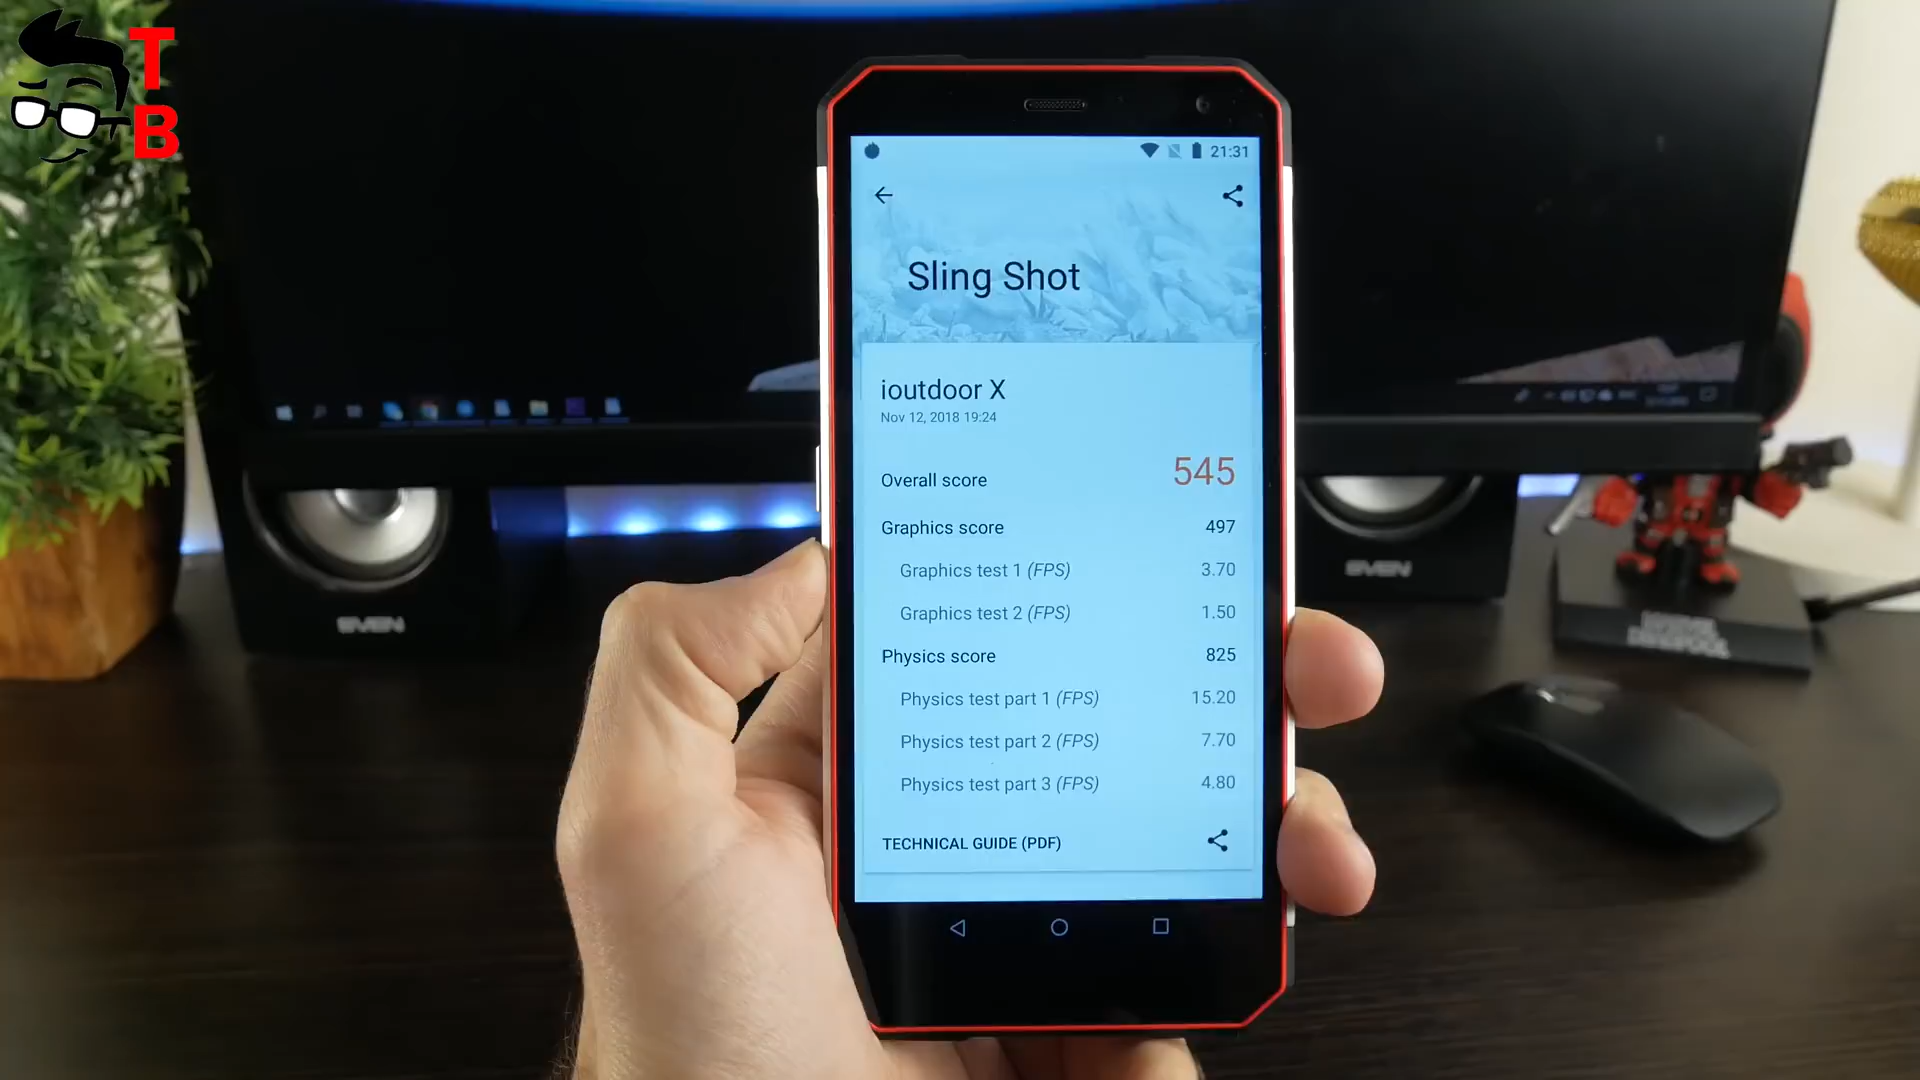 T
B
21:31
Sling Shot
ioutdoor X
Nov 12, 2018 19:24
Overall score 545
Graphics score 497
Graphics test 1 (FPS) 3.70
Graphics test 2 (FPS) 1.50
Physics score 825
Physics test part 1 (FPS) 15.20
Physics test part 2 (FPS) 7.70
Physics test part 3 (FPS) 4.80
TECHNICAL GUIDE (PDF)
SVEN
SVEN